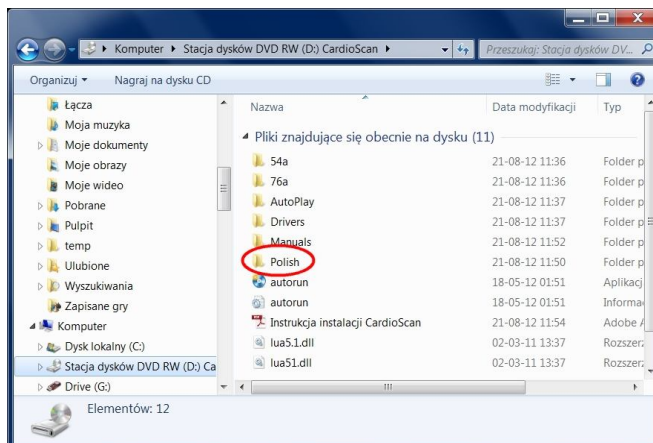 Komputer ▸ Stacja dysków DVD RW (D:) CardioScan ▸
Przeszukaj: Stacja dysków DV...
Organizuj Nagraj na dysku CD
Łącza
Moja muzyka
Moje dokumenty
Moje obrazy
Moje wideo
Pobrane
Pulpit
temp
Ulubione
Wyszukiwania
Zapisane gry
Komputer
Dysk lokalny (C:)
Stacja dysków DVD RW (D:) Ca
Drive (G:)
Nazwa Data modyfikacji Typ
Pliki znajdujące się obecnie na dysku (11)
54a 21-08-12 11:36 Folder p
76a 21-08-12 11:36 Folder p
AutoPlay 21-08-12 11:37 Folder p
Drivers 21-08-12 11:37 Folder p
Manuals 21-08-12 11:52 Folder p
Polish 21-08-12 11:50 Folder p
autorun 18-05-12 01:51 Aplikacj
autorun 18-05-12 01:51 Informa
Instrukcja instalacji CardioScan 21-08-12 11:54 Adobe A
lua5.1.dll 02-03-11 13:37 Rozszerz
lua51.dll 02-03-11 13:37 Rozszerz
Elementów: 12